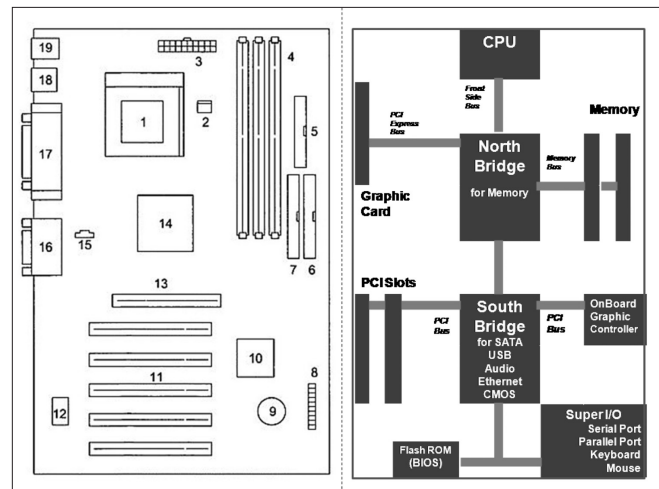 19
3
4
18
1
2
5
17
14
16
15
7
6
13
10
8
11
12
9
CPU
Front
Side
Bus
PCI
Express
Bus
Memory
North
Bridge
for Memory
Memory
Bus
Graphic
Card
PCI Slots
South
Bridge
for SATA
USB
Audio
Ethernet
CMOS
PCI
Bus
PCI
Bus
OnBoard
Graphic
Controller
Super I/O
Serial Port
Parallel Port
Keyboard
Mouse
Flash ROM
(BIOS)